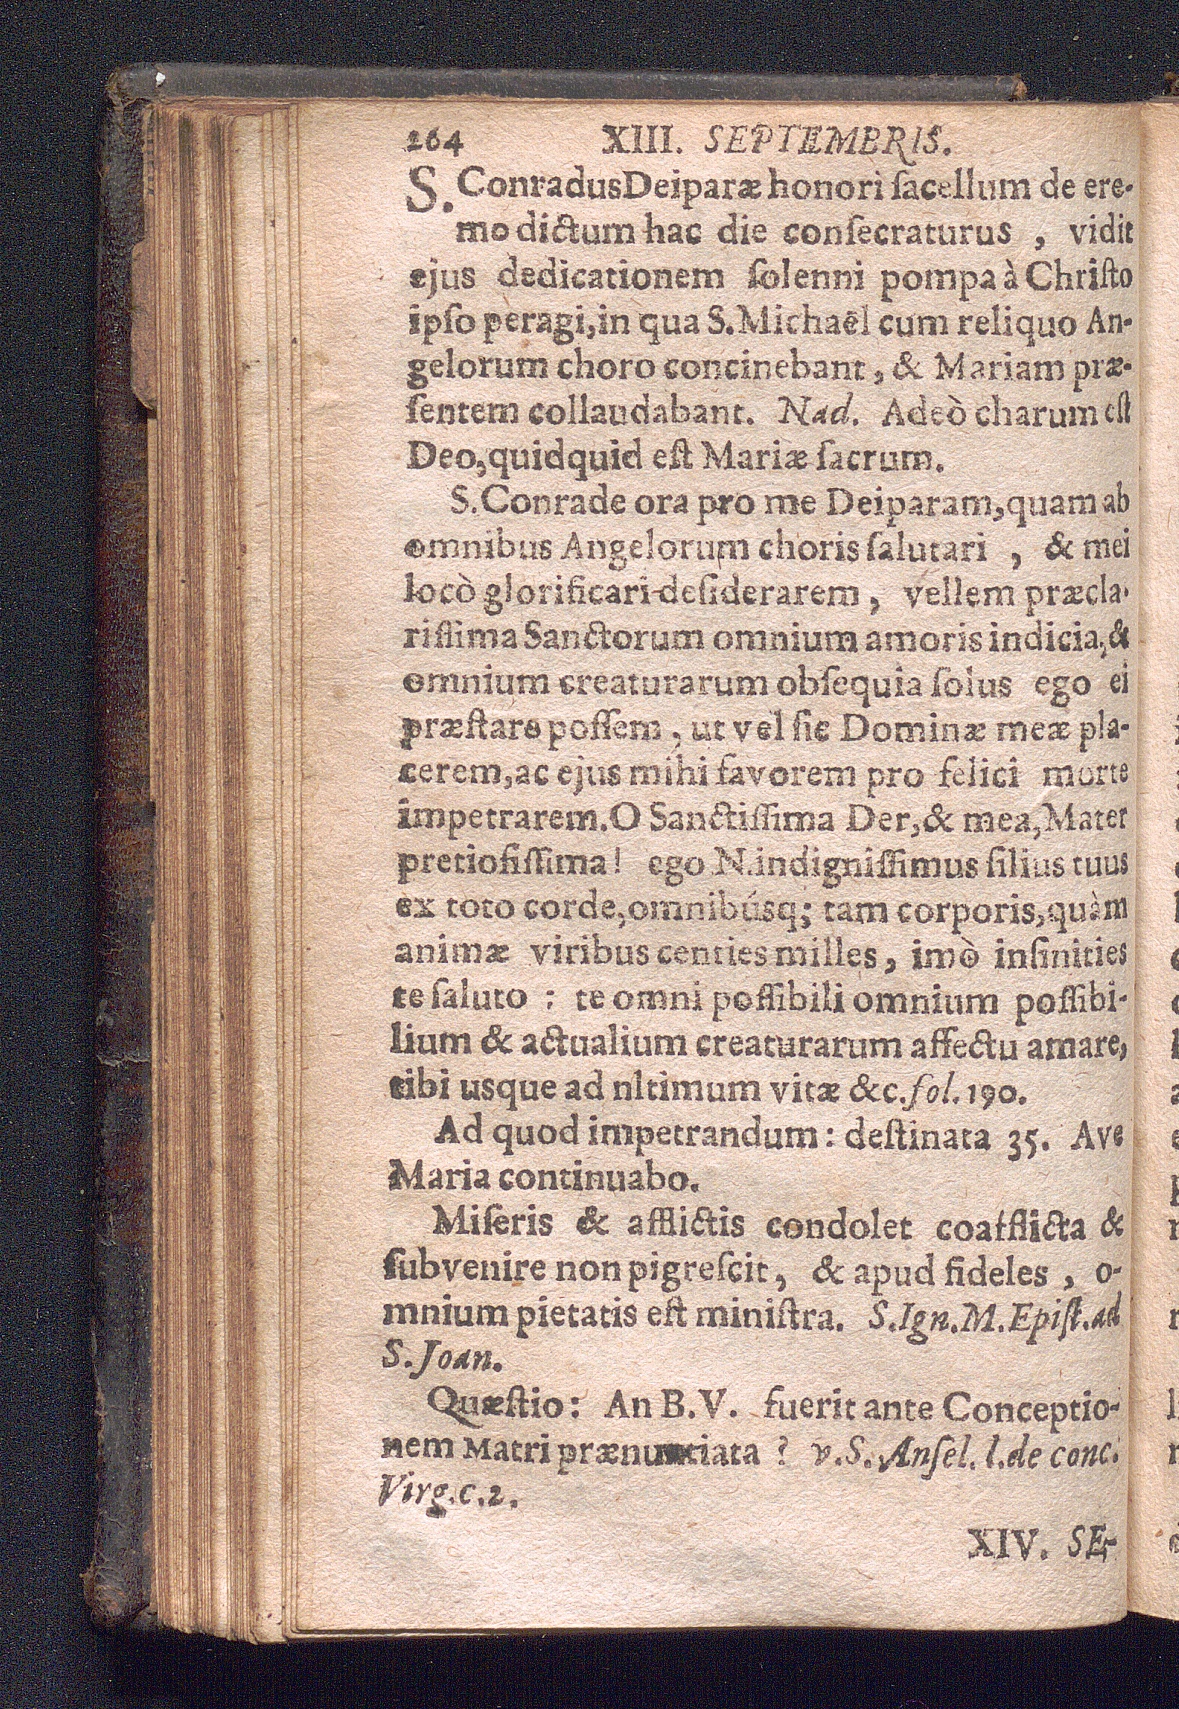 264 XIII. SEPTEMBRIS.
S. Conradus Deiparæ honori ſacellum de ere-
mo dictum hac die conſecraturus , vidit
ejus dedicationem ſolenni pompa à Chriſto
ipſo peragi, in qua S. Michaël cum reliquo An-
gelorum choro concinebant, & Mariam præ-
ſentem collaudabant. Nad. Adeò charum eſt
Deo, quidquid eſt Mariæ ſacrum.
S. Conrade ora pro me Deiparam, quam ab
omnibus Angelorum choris ſalutari , & mei
locò glorificari deſiderarem, vellem præcla-
riſſima Sanctorum omnium amoris indicia, &
omnium creaturarum obſequia ſolus ego ei
præſtare poſſem, ut vel ſic Dominæ meæ pla-
cerem, ac ejus mihi favorem pro felici morte
impetrarem. O Sanctiſſima Der, & mea, Mater
pretioſiſſima! ego N. indigniſſimus filius tuus
ex toto corde, omnibúsq; tam corporis, quàm
animæ viribus centies milles, imò inſinities
te ſaluto : te omni poſſibili omnium poſſibi-
lium & actualium creaturarum affectu amare,
tibi usque ad nltimum vitæ &c. fol. 190.
Ad quod impetrandum: deſtinata 35. Ave
Maria continuabo.
Miſeris & afflictis condolet coafflicta &
ſubvenire non pigreſcit, & apud fideles , o-
mnium pietatis eſt miniſtra. S. Ign. M. Epiſt. ad
S. Joan.
Quæſtio: An B. V. fuerit ante Conceptio-
nem Matri prænunciata ? v. S. Anſel. l. de conc.
Virg. c. 2.
XIV. SE-